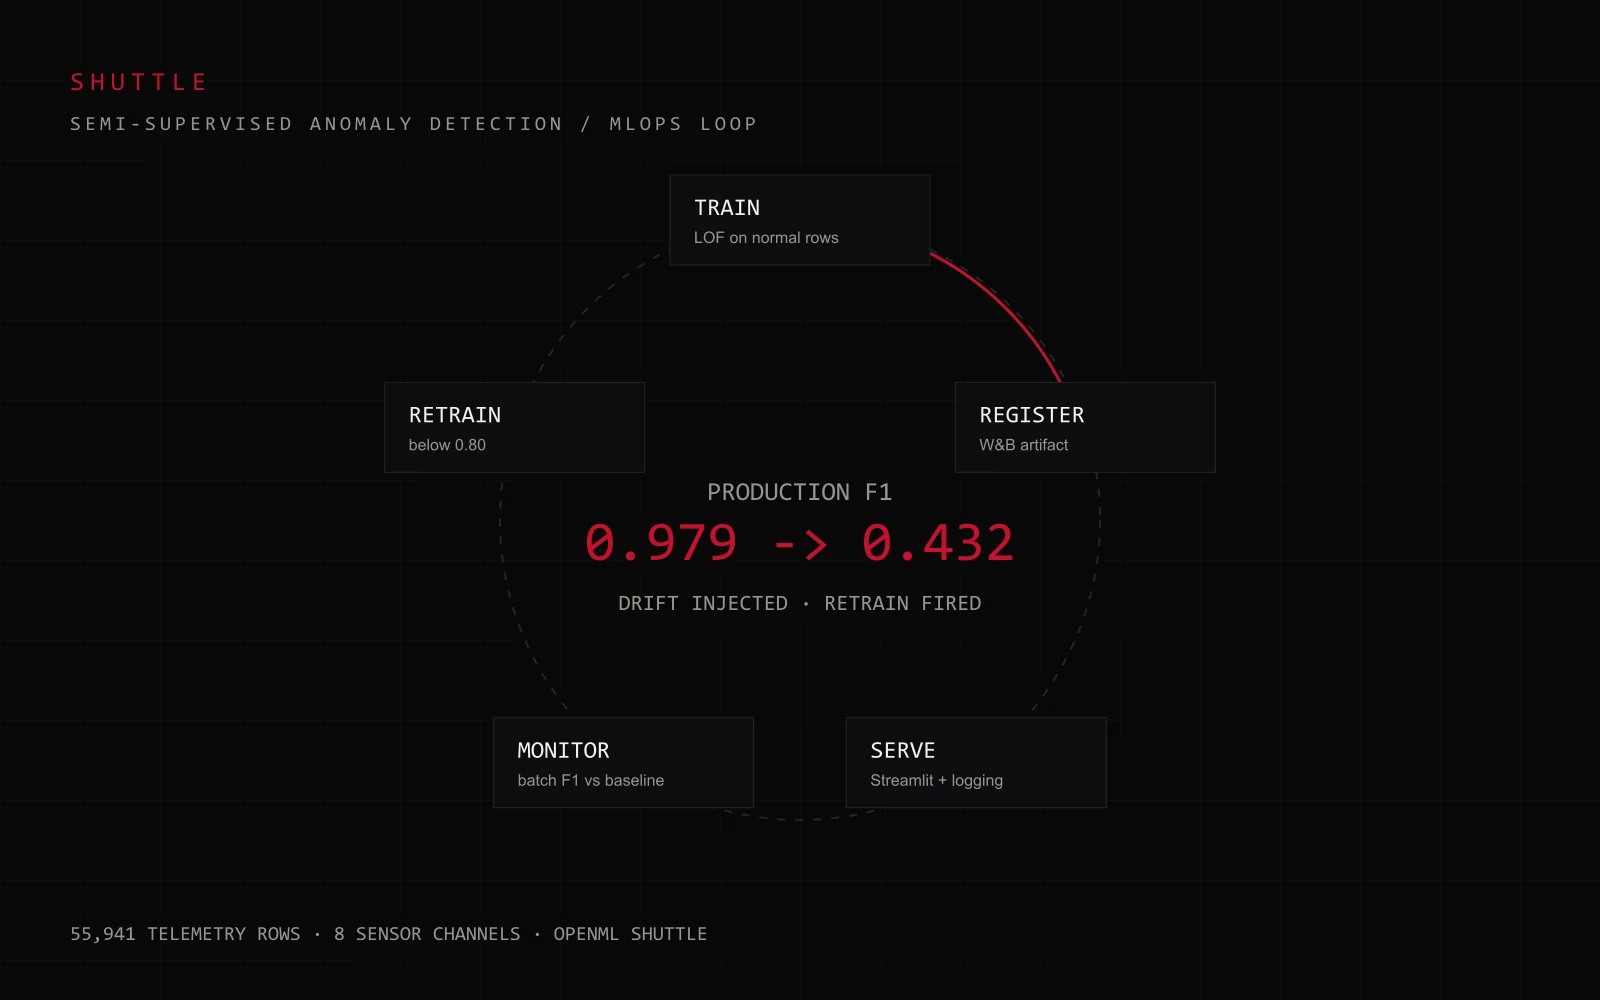 SHUTTLE
SEMI-SUPERVISED ANOMALY DETECTION / MLOPS LOOP
TRAIN
LOF on normal rows
RETRAIN
below 0.80
REGISTER
W&B artifact
PRODUCTION F1
0.979 -> 0.432
DRIFT INJECTED · RETRAIN FIRED
MONITOR
batch F1 vs baseline
SERVE
Streamlit + logging
55,941 TELEMETRY ROWS · 8 SENSOR CHANNELS · OPENML SHUTTLE